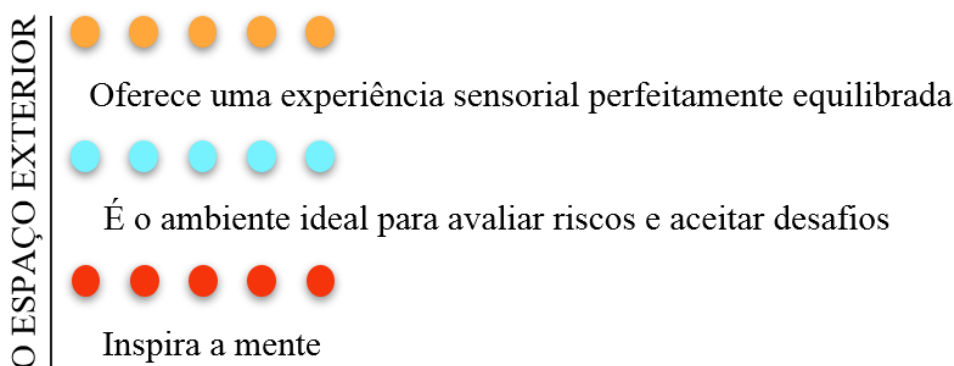 O ESPAÇO EXTERIOR
Oferece uma experiência sensorial perfeitamente equilibrada
É o ambiente ideal para avaliar riscos e aceitar desafios
Inspira a mente